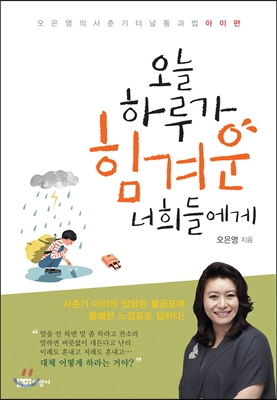 오은영의 사춘기 터널 통과법 아이 편
오늘
하루가
힘겨운
너희들에게
오은영 지음
사춘기 아이의 답답한 물음표에
통쾌한 느낌표로 답하다!
“말을 안 하면 말 좀 하라고 잔소리
말하면 버릇없이 대든다고 난리
이래도 혼내고 저래도 혼내고…
대체 어떻게 하라는 거야?”